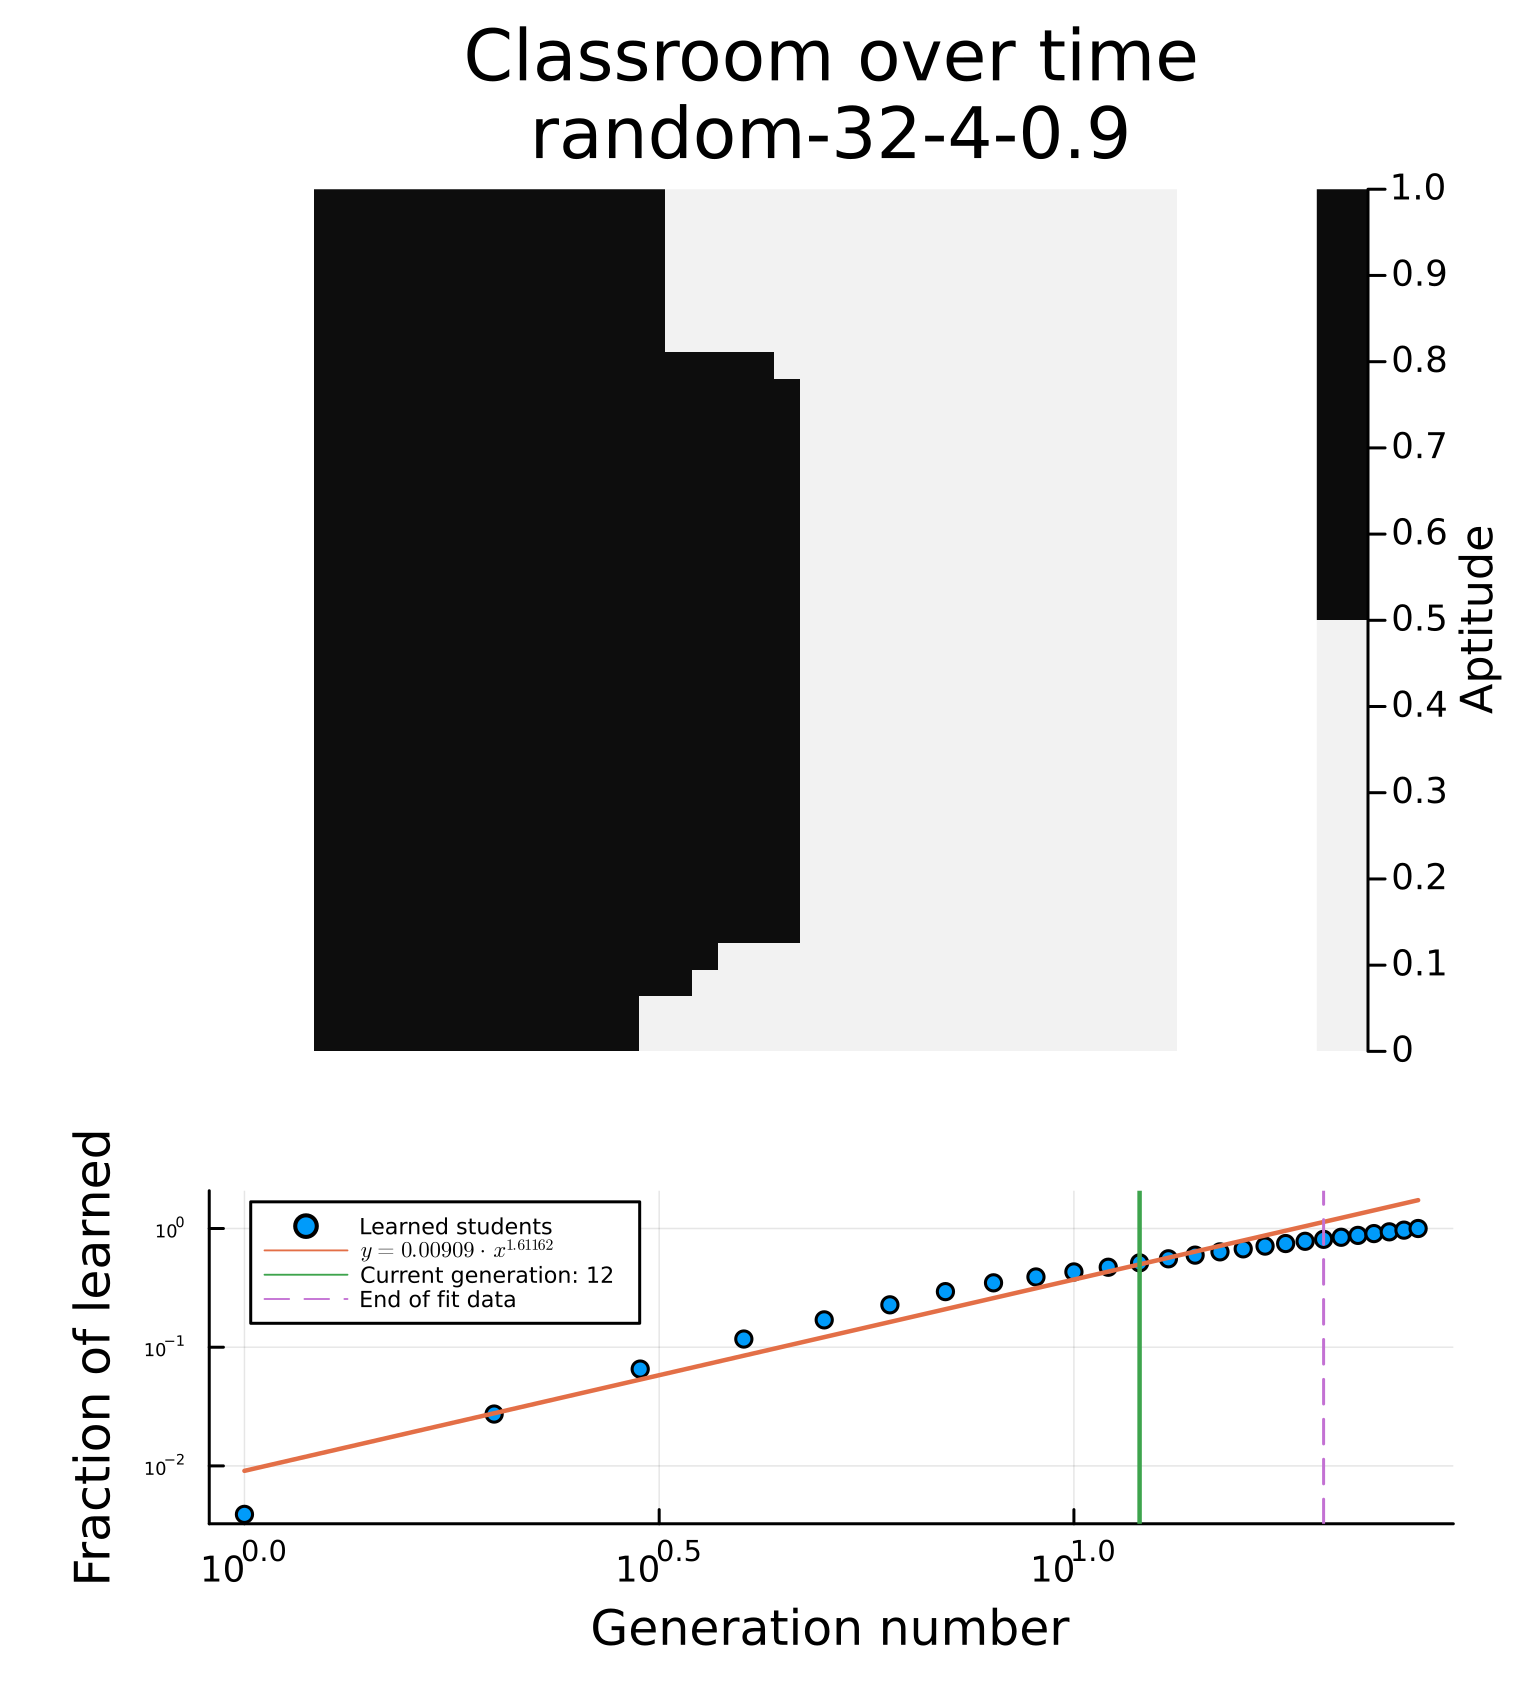 Classroom over time
random-32-4-0.9
1.0
0.9
0.8
0.7
0.6
0.5
0.4
0.3
0.2
0.1
0
Aptitude
Fraction of learned
10⁰
10⁻¹
10⁻²
Learned students
y = 0.00909 · x^1.61162
Current generation: 12
End of fit data
10^0.0
10^0.5
10^1.0
Generation number